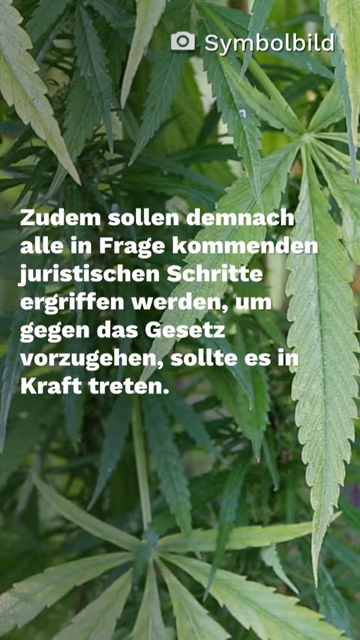 Symbolbild
Zudem sollen demnach
alle in Frage kommenden
juristischen Schritte
ergriffen werden, um
gegen das Gesetz
vorzugehen, sollte es in
Kraft treten.